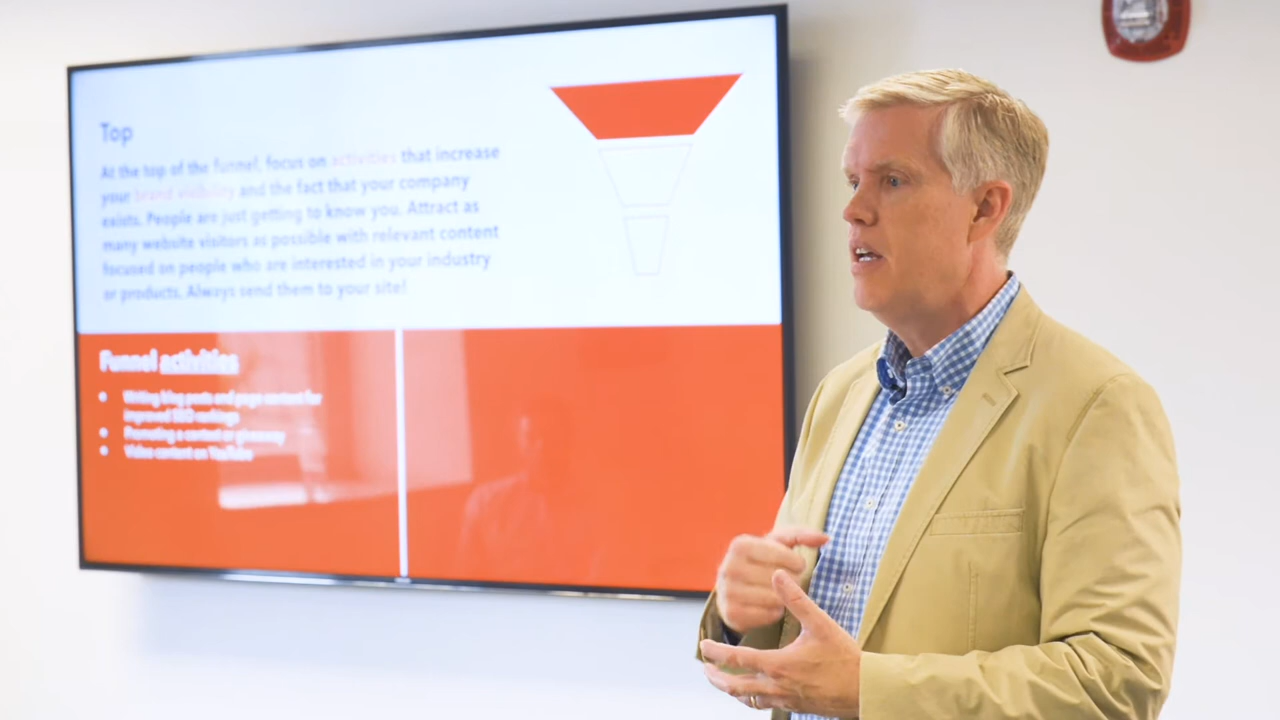 Top
At the top of the funnel, focus on activities that increase
your brand visibility and the fact that your company
exists. People are just getting to know you. Attract as
many website visitors as possible with relevant content
focused on people who are interested in your industry
or products. Always send them to your site!
Funnel activities
• Writing blog posts and page content for
improved SEO rankings
• Promoting a contest or giveaway
• Video content on YouTube